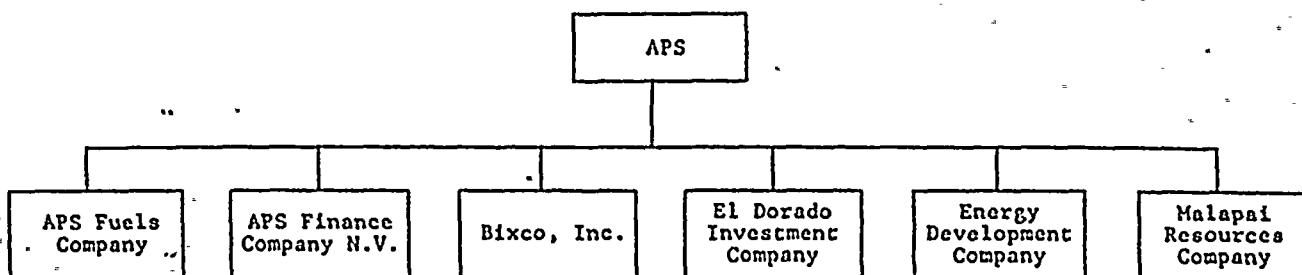 APS
APS Fuels
Company
APS Finance
Company N.V.
Bixco, Inc.
El Dorado
Investment
Company
Energy
Development
Company
Malapai
Resources
Company